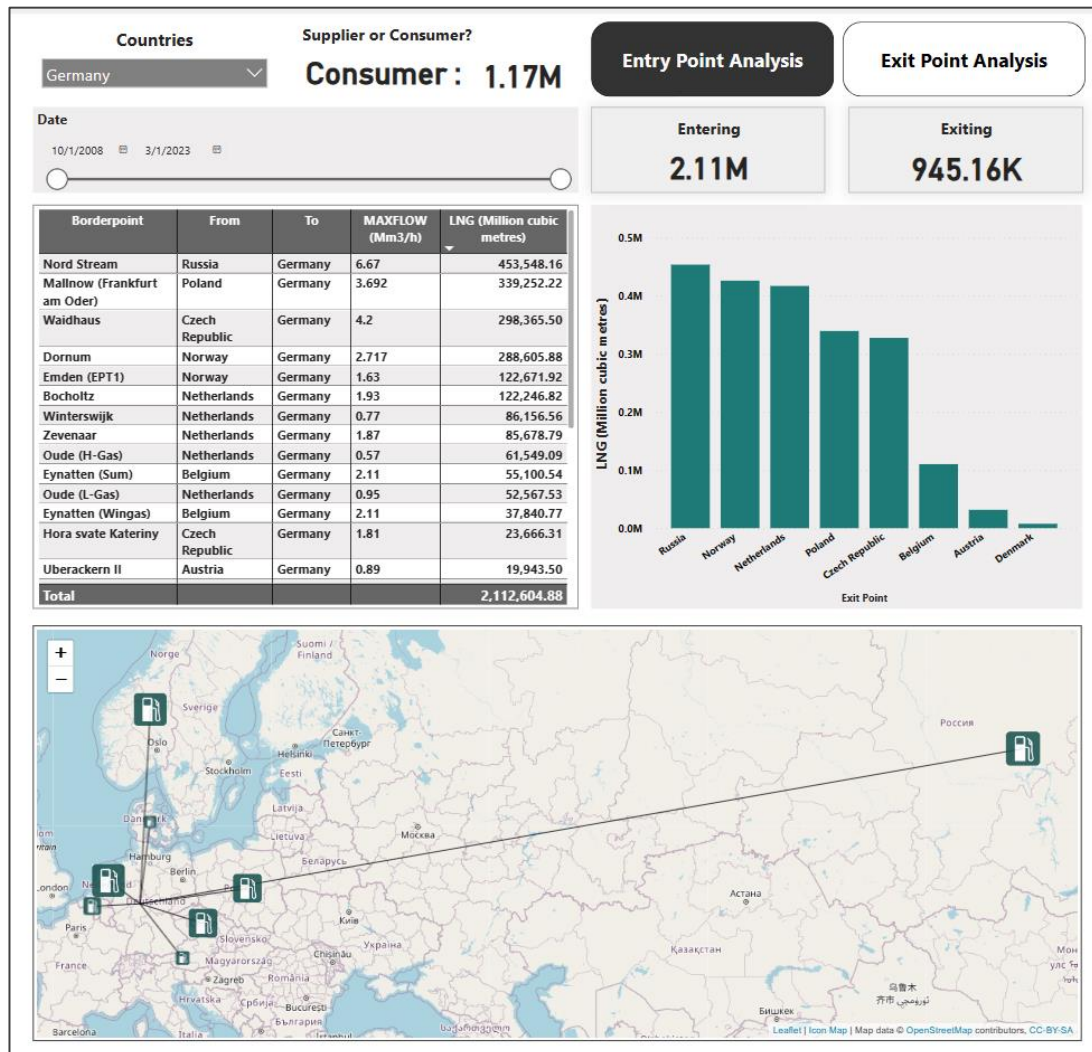 Countries
Germany
Supplier or Consumer?
Consumer : 1.17M
Entry Point Analysis
Exit Point Analysis
Date
10/1/2008 3/1/2023
Entering
2.11M
Exiting
945.16K
Borderpoint From To MAXFLOW (Mm3/h) LNG (Million cubic metres)
Nord Stream Russia Germany 6.67 453,548.16
Mallnow (Frankfurt am Oder) Poland Germany 3.692 339,252.22
Waidhaus Czech Republic Germany 4.2 298,365.50
Dornum Norway Germany 2.717 288,605.88
Emden (EPT1) Norway Germany 1.63 122,671.92
Bocholtz Netherlands Germany 1.93 122,246.82
Winterswijk Netherlands Germany 0.77 86,156.56
Zevenaar Netherlands Germany 1.87 85,678.79
Oude (H-Gas) Netherlands Germany 0.57 61,549.09
Eynatten (Sum) Belgium Germany 2.11 55,100.54
Oude (L-Gas) Netherlands Germany 0.95 52,567.53
Eynatten (Wingas) Belgium Germany 2.11 37,840.77
Hora svate Kateriny Czech Republic Germany 1.81 23,666.31
Uberackern II Austria Germany 0.89 19,943.50
Total 2,112,604.88
LNG (Million cubic metres)
0.5M
0.4M
0.3M
0.2M
0.1M
0.0M
Russia
Norway
Netherlands
Poland
Czech Republic
Belgium
Austria
Denmark
Exit Point
+
−
Norge
Suomi /
Finland
Sverige
Oslo
Helsinki
Санкт-
Петербург
Россия
Stockholm
Eesti
Latvija
Москва
Lietuva
Hamburg
Беларусь
Berlin
London
Астана
Paris
Київ
Slovensko
Україна
France
Magyarország
Chișinău
Қазақстан
Zagreb
România
Hrvatska
Србија
București
България
Barcelona
Italia
Бишкек
乌鲁木
齐市
Leaflet | Icon Map | Map data © OpenStreetMap contributors, CC-BY-SA